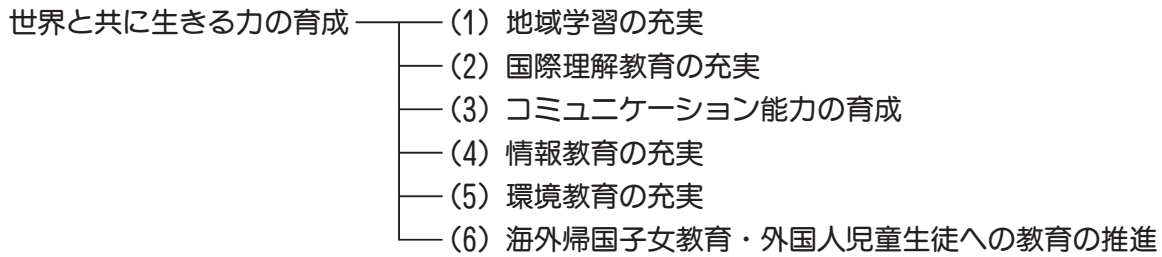 世界と共に生きる力の育成 (1) 地域学習の充実
(2) 国際理解教育の充実
(3) コミュニケーション能力の育成
(4) 情報教育の充実
(5) 環境教育の充実
(6) 海外帰国子女教育・外国人児童生徒への教育の推進